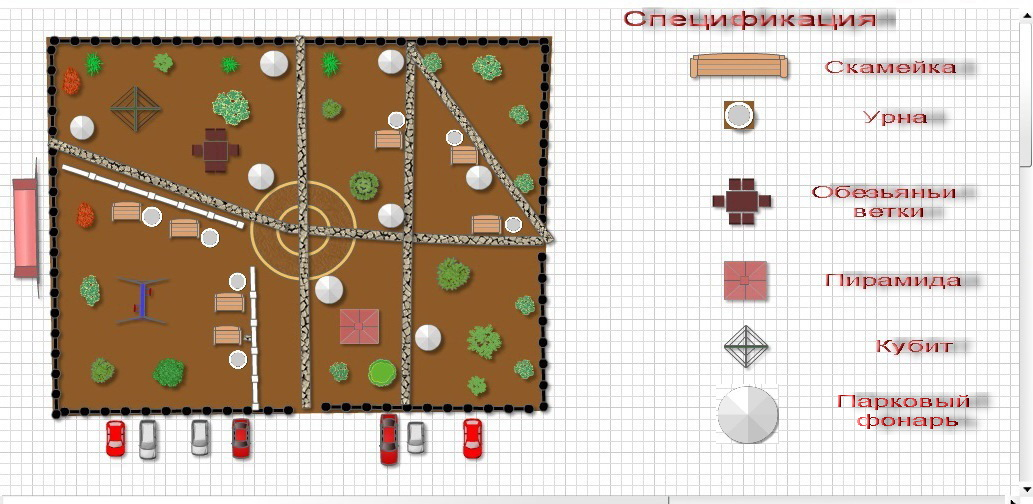 Спецификация
Скамейка
Урна
Обезьяньи
ветки
Пирамида
Кубит
Парковый
фонарь